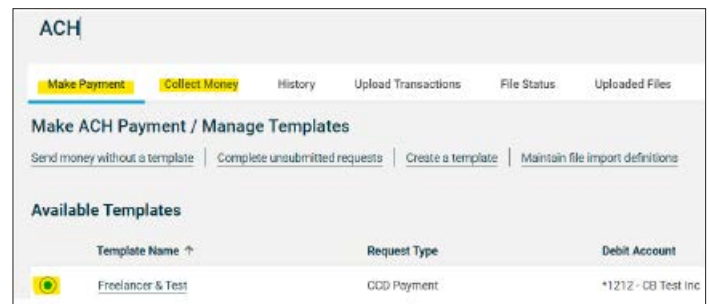 ACH
Make Payment Collect Money History Upload Transactions File Status Uploaded Files
Make ACH Payment / Manage Templates
Send money without a template | Complete unsubmitted requests | Create a template | Maintain file import definitions
Available Templates
Template Name ↑ Request Type Debit Account
Freelancer & Test CCD Payment *1212 - CB Test Inc